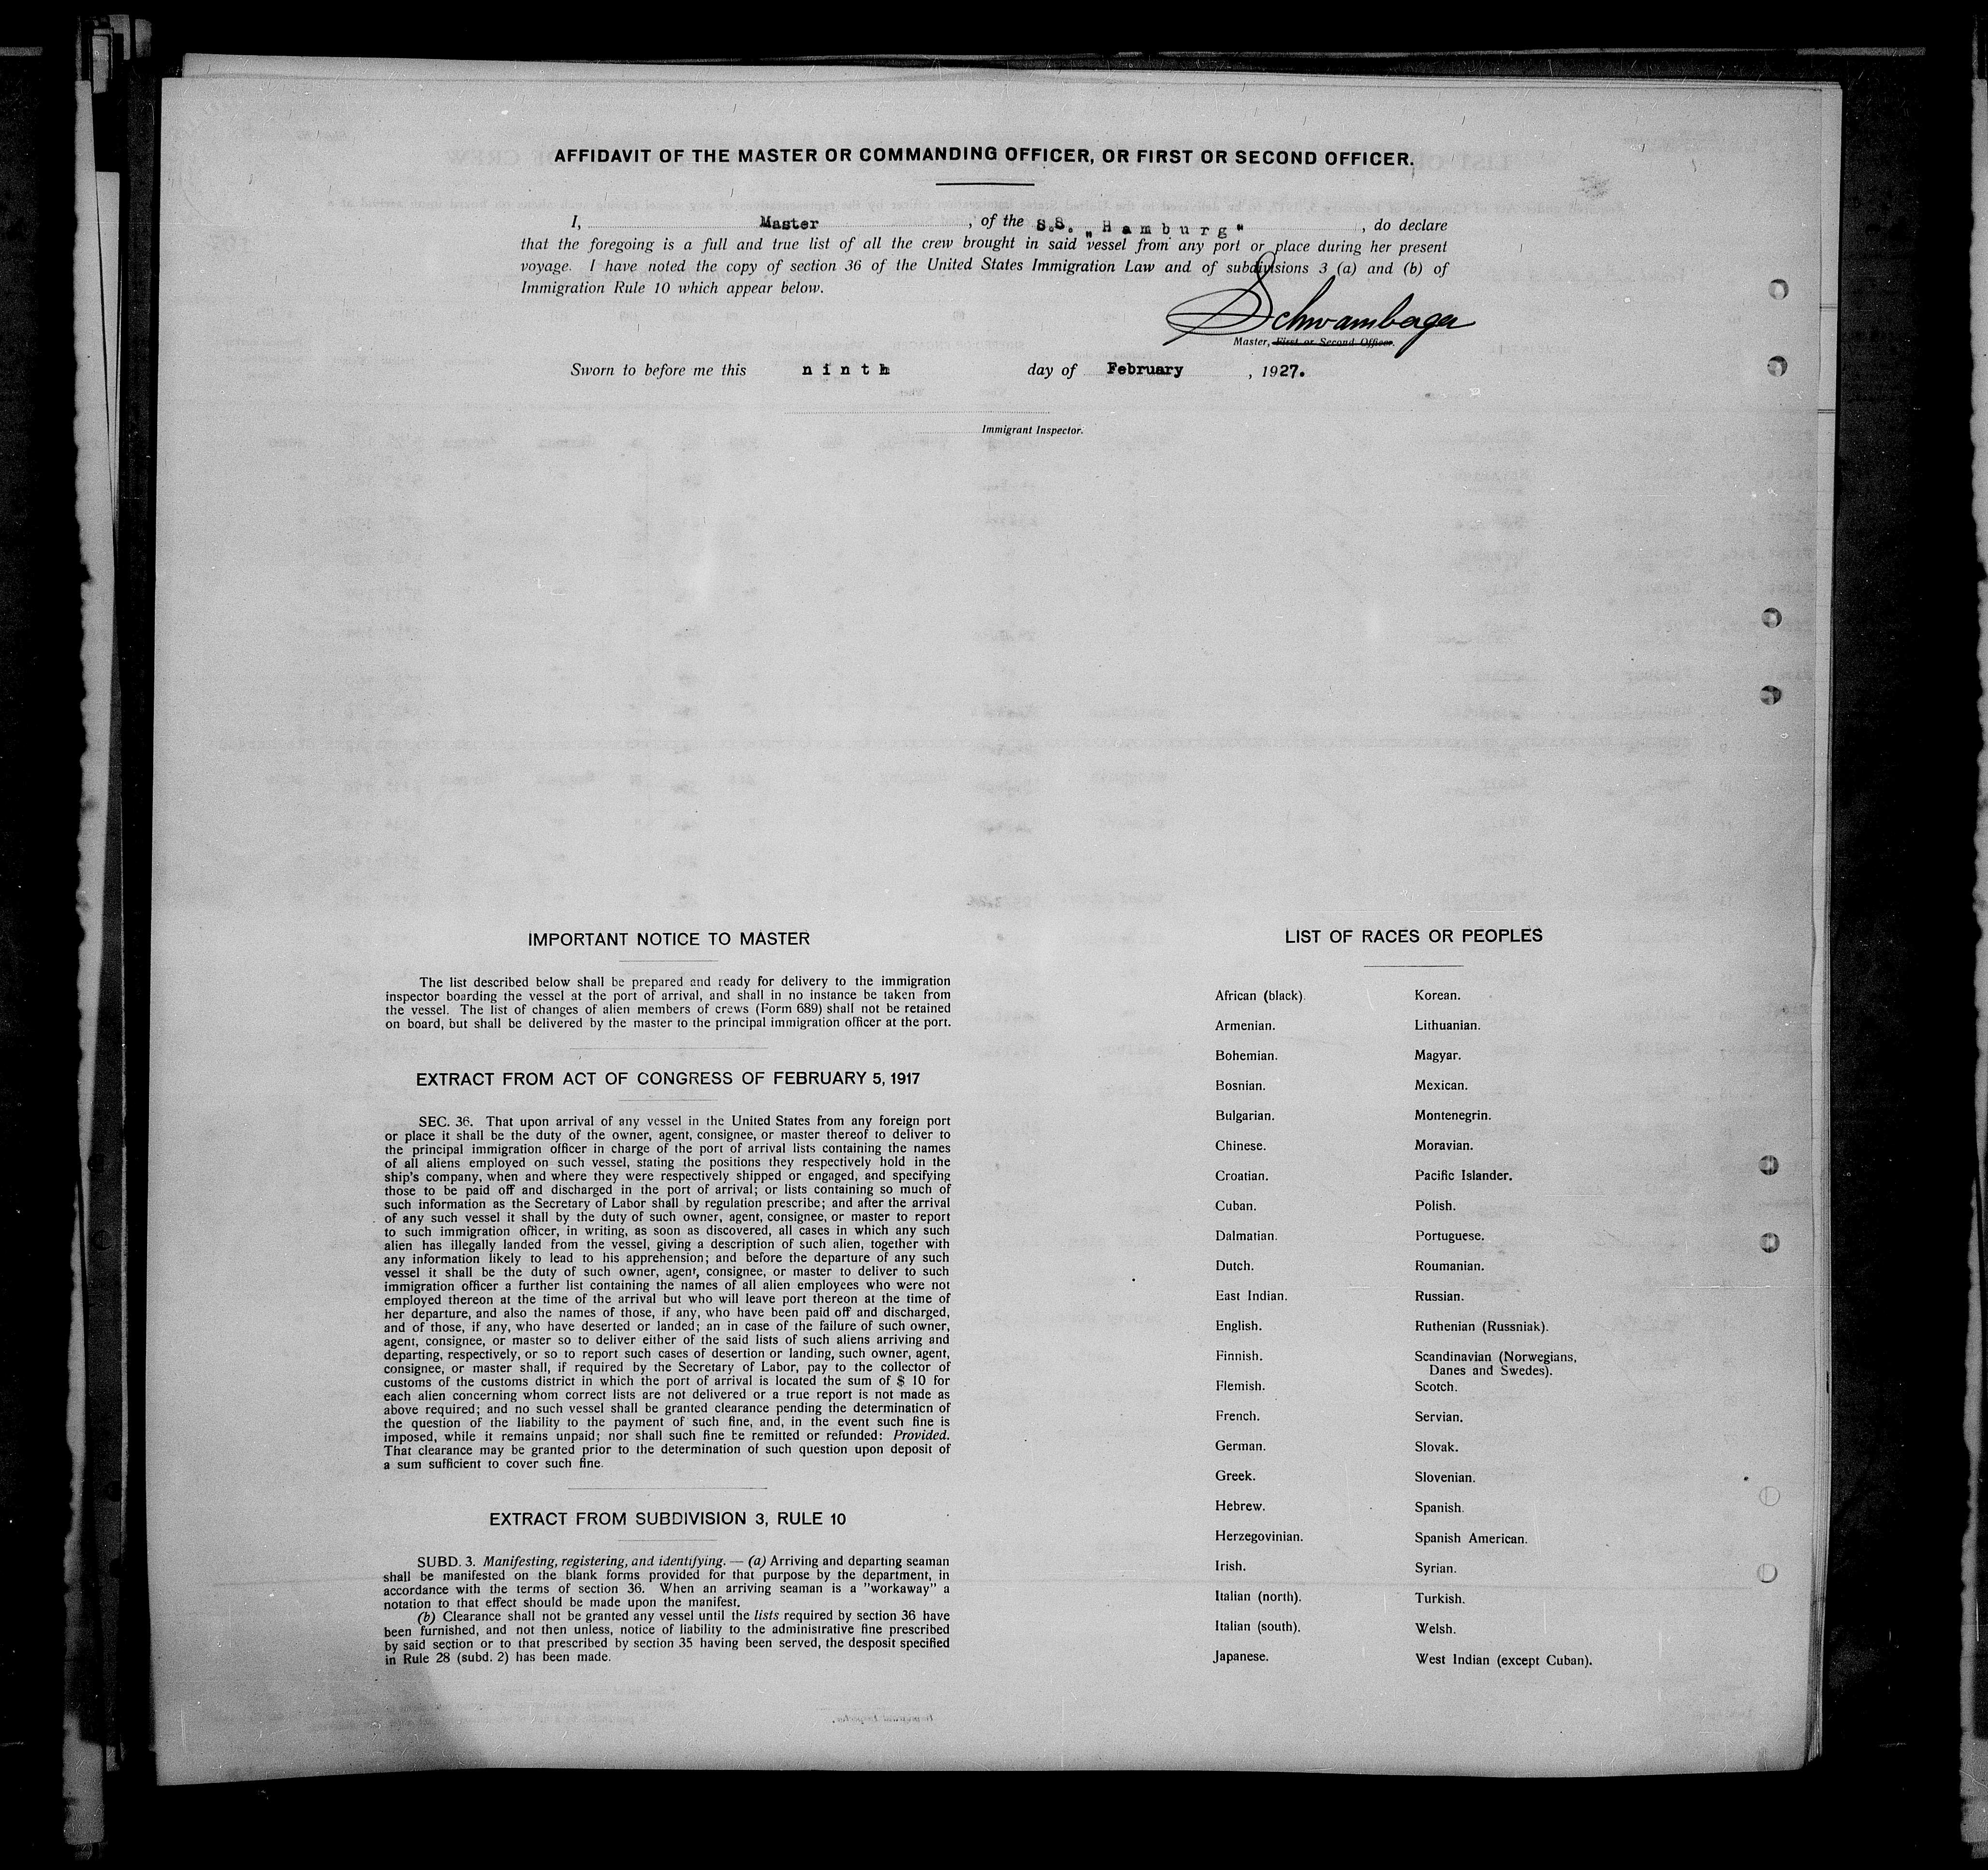 AFFIDAVIT OF THE MASTER OR COMMANDING OFFICER, OR FIRST OR SECOND OFFICER.
I, Master, of the S.S. „Hamburg“, do declare
that the foregoing is a full and true list of all the crew brought in said vessel from any port or place during her present
voyage. I have noted the copy of section 36 of the United States Immigration Law and of subdivisions 3 (a) and (b) of
Immigration Rule 10 which appear below.
Schwamberger
Master, First or Second Officer.
Sworn to before me this ninth day of February, 1927.
Immigrant Inspector.
IMPORTANT NOTICE TO MASTER
The list described below shall be prepared and ready for delivery to the immigration
inspector boarding the vessel at the port of arrival, and shall in no instance be taken from
the vessel. The list of changes of alien members of crews (Form 689) shall not be retained
on board, but shall be delivered by the master to the principal immigration officer at the port.
EXTRACT FROM ACT OF CONGRESS OF FEBRUARY 5, 1917
SEC. 36. That upon arrival of any vessel in the United States from any foreign port
or place it shall be the duty of the owner, agent, consignee, or master thereof to deliver to
the principal immigration officer in charge of the port of arrival lists containing the names
of all aliens employed on such vessel, stating the positions they respectively hold in the
ship's company, when and where they were respectively shipped or engaged, and specifying
those to be paid off and discharged in the port of arrival; or lists containing so much of
such information as the Secretary of Labor shall by regulation prescribe; and after the arrival
of any such vessel it shall by the duty of such owner, agent, consignee, or master to report
to such immigration officer, in writing, as soon as discovered, all cases in which any such
alien has illegally landed from the vessel, giving a description of such alien, together with
any information likely to lead to his apprehension; and before the departure of any such
vessel it shall be the duty of such owner, agent, consignee, or master to deliver to such
immigration officer a further list containing the names of all alien employees who were not
employed thereon at the time of the arrival but who will leave port thereon at the time of
her departure, and also the names of those, if any, who have been paid off and discharged,
and of those, if any, who have deserted or landed; an in case of the failure of such owner,
agent, consignee, or master so to deliver either of the said lists of such aliens arriving and
departing, respectively, or so to report such cases of desertion or landing, such owner, agent,
consignee, or master shall, if required by the Secretary of Labor, pay to the collector of
customs of the customs district in which the port of arrival is located the sum of $ 10 for
each alien concerning whom correct lists are not delivered or a true report is not made as
above required; and no such vessel shall be granted clearance pending the determination of
the question of the liability to the payment of such fine, and, in the event such fine is
imposed, while it remains unpaid; nor shall such fine be remitted or refunded: Provided.
That clearance may be granted prior to the determination of such question upon deposit of
a sum sufficient to cover such fine.
EXTRACT FROM SUBDIVISION 3, RULE 10
SUBD. 3. Manifesting, registering, and identifying. — (a) Arriving and departing seaman
shall be manifested on the blank forms provided for that purpose by the department, in
accordance with the terms of section 36. When an arriving seaman is a "workaway" a
notation to that effect should be made upon the manifest.
(b) Clearance shall not be granted any vessel until the lists required by section 36 have
been furnished, and not then unless, notice of liability to the administrative fine prescribed
by said section or to that prescribed by section 35 having been served, the desposit specified
in Rule 28 (subd. 2) has been made.
LIST OF RACES OR PEOPLES
African (black).
Armenian.
Bohemian.
Bosnian.
Bulgarian.
Chinese.
Croatian.
Cuban.
Dalmatian.
Dutch.
East Indian.
English.
Finnish.
Flemish.
French.
German.
Greek.
Hebrew.
Herzegovinian.
Irish.
Italian (north).
Italian (south).
Japanese.
Korean.
Lithuanian.
Magyar.
Mexican.
Montenegrin.
Moravian.
Pacific Islander.
Polish.
Portuguese.
Roumanian.
Russian.
Ruthenian (Russniak).
Scandinavian (Norwegians,
Danes and Swedes).
Scotch.
Servian.
Slovak.
Slovenian.
Spanish.
Spanish American.
Syrian.
Turkish.
Welsh.
West Indian (except Cuban).